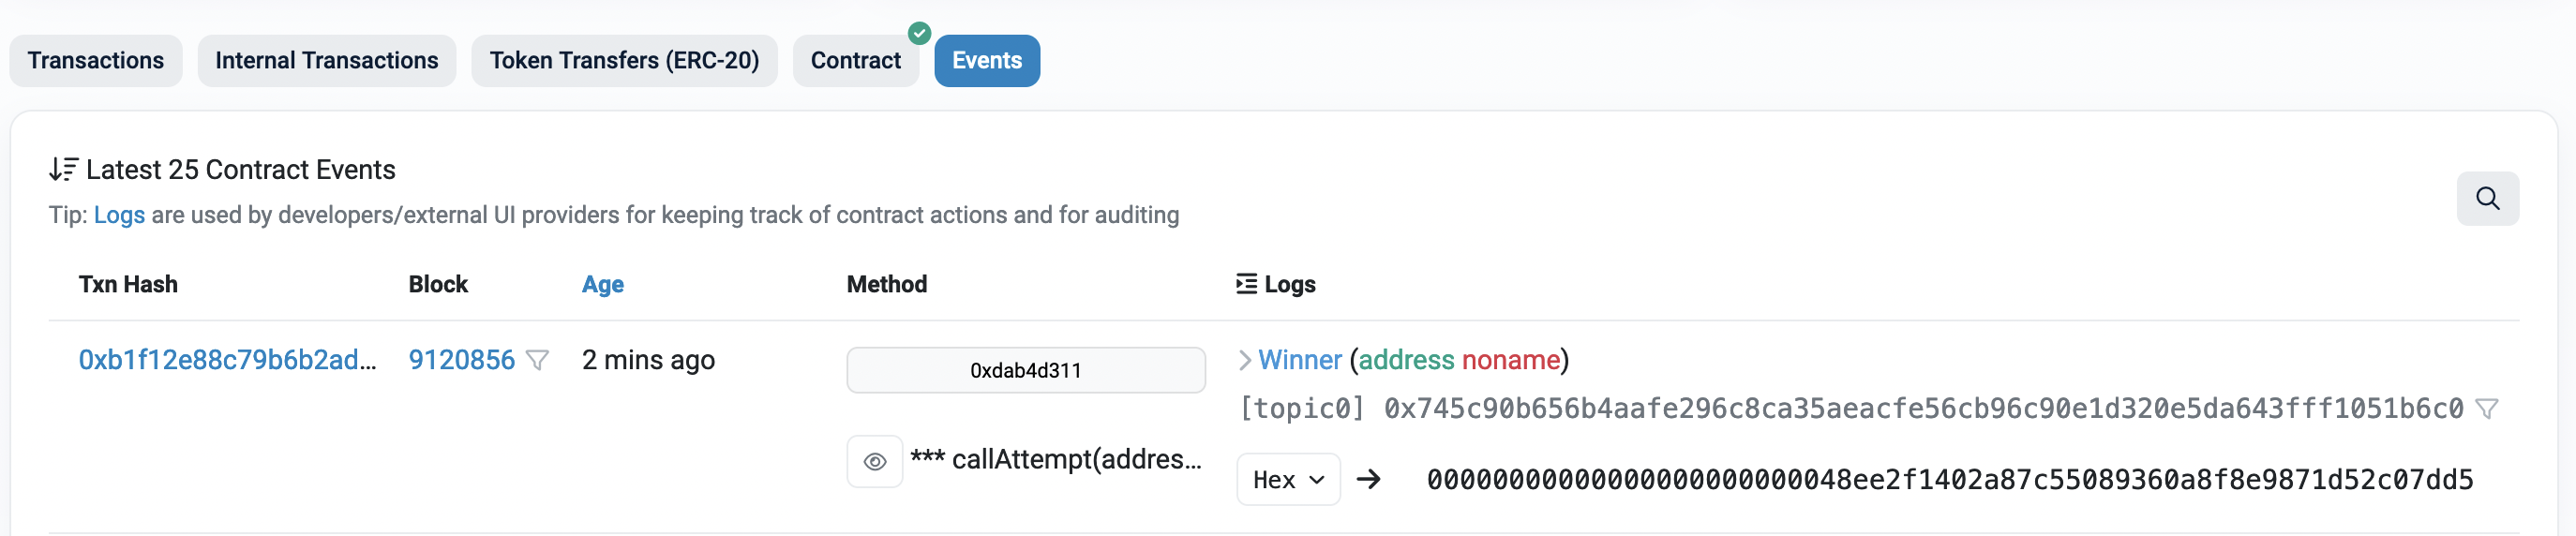 Transactions Internal Transactions Token Transfers (ERC-20) Contract Events
Latest 25 Contract Events
Tip: Logs are used by developers/external UI providers for keeping track of contract actions and for auditing
Txn Hash Block Age Method Logs
0xb1f12e88c79b6b2ad... 9120856 2 mins ago 0xdab4d311 Winner (address noname)
[topic0] 0x745c90b656b4aafe296c8ca35aeacfe56cb96c90e1d320e5da643fff1051b6c0
*** callAttempt(addres...
Hex 00000000000000000000000048ee2f1402a87c55089360a8f8e9871d52c07dd5